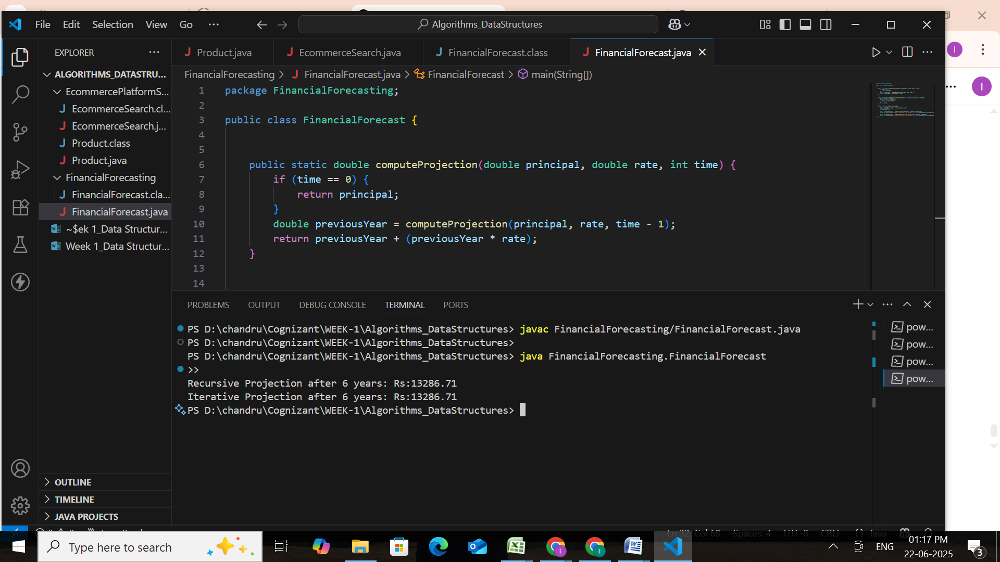 File Edit Selection View Go ···
Algorithms_DataStructures
EXPLORER ···
Product.java
EcommerceSearch.java
FinancialForecast.class
FinancialForecast.java
ALGORITHMS_DATASTRU...
EcommercePlatformS...
EcommerceSearch.cl...
EcommerceSearch.j...
Product.class
Product.java
FinancialForecasting
FinancialForecast.cla...
FinancialForecast.java
~$ek 1_Data Structur...
Week 1_Data Structur...
OUTLINE
TIMELINE
JAVA PROJECTS
FinancialForecasting > FinancialForecast.java > FinancialForecast > main(String[])
1 package FinancialForecasting;
2
3 public class FinancialForecast {
4
5
6 public static double computeProjection(double principal, double rate, int time) {
7 if (time == 0) {
8 return principal;
9 }
10 double previousYear = computeProjection(principal, rate, time - 1);
11 return previousYear + (previousYear * rate);
12 }
13
14
PROBLEMS OUTPUT DEBUG CONSOLE TERMINAL PORTS
PS D:\chandru\Cognizant\WEEK-1\Algorithms_DataStructures> javac FinancialForecasting/FinancialForecast.java
PS D:\chandru\Cognizant\WEEK-1\Algorithms_DataStructures>
PS D:\chandru\Cognizant\WEEK-1\Algorithms_DataStructures> java FinancialForecasting.FinancialForecast
>>
Recursive Projection after 6 years: Rs:13286.71
Iterative Projection after 6 years: Rs:13286.71
PS D:\chandru\Cognizant\WEEK-1\Algorithms_DataStructures>
pow...
pow...
pow...
pow...
I
I
Ln 32, Col 68 Spaces: 4 UTF-8 CRLF {} Java
Type here to search
ENG
01:17 PM
22-06-2025
3